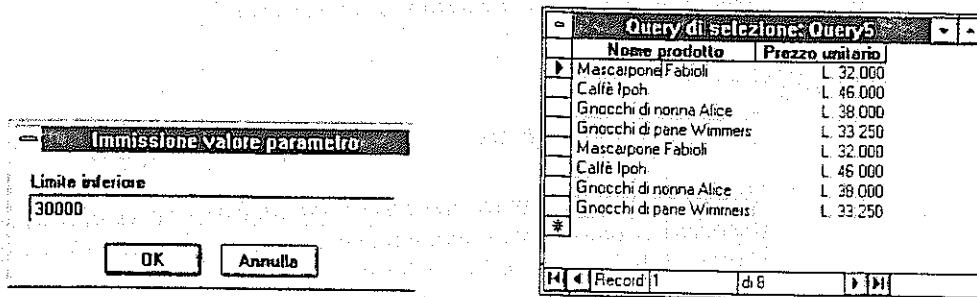 Immissione valore parametro
Limite inferiore
30000
OK Annulla
Query di selezione: Query5
Nome prodotto Prezzo unitario
Mascarpone Fabioli L. 32.000
Caffè Ipoh L. 46.000
Gnocchi di nonna Alice L. 38.000
Gnocchi di pane Wimmers L. 33.250
Mascarpone Fabioli L. 32.000
Caffè Ipoh L. 46.000
Gnocchi di nonna Alice L. 38.000
Gnocchi di pane Wimmers L. 33.250
Record: 1 di 8